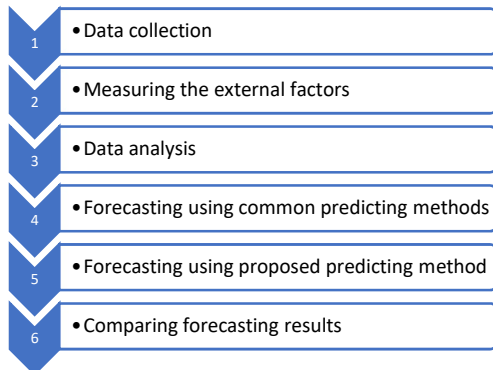 1 • Data collection
2 • Measuring the external factors
3 • Data analysis
4 • Forecasting using common predicting methods
5 • Forecasting using proposed predicting method
6 • Comparing forecasting results